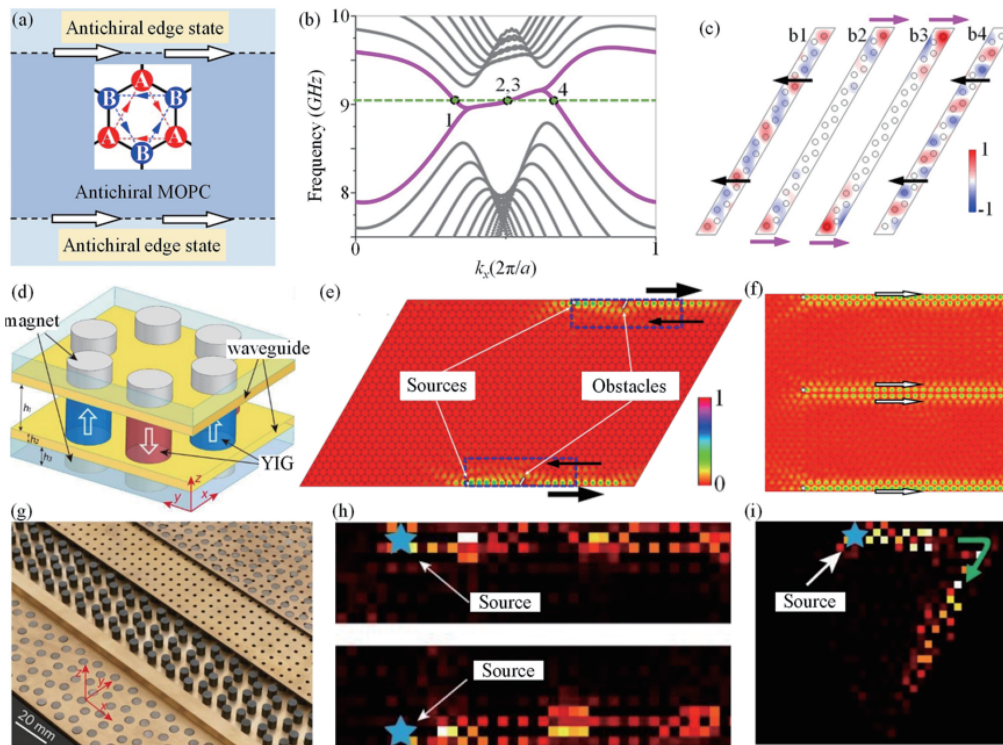 (a)
Antichiral edge state
A
B
B
A
A
B
Antichiral MOPC
Antichiral edge state
(b)
Frequency (GHz)
10
9
8
0
1
1
2,3
4
kₓ(2π/a)
(c)
b1
b2
b3
b4
1
-1
(d)
magnet
waveguide
h₁
h₂
h₃
YIG
z
y
x
(e)
Sources
Obstacles
1
0
(f)
(g)
z
y
x
20 mm
(h)
Source
Source
(i)
Source